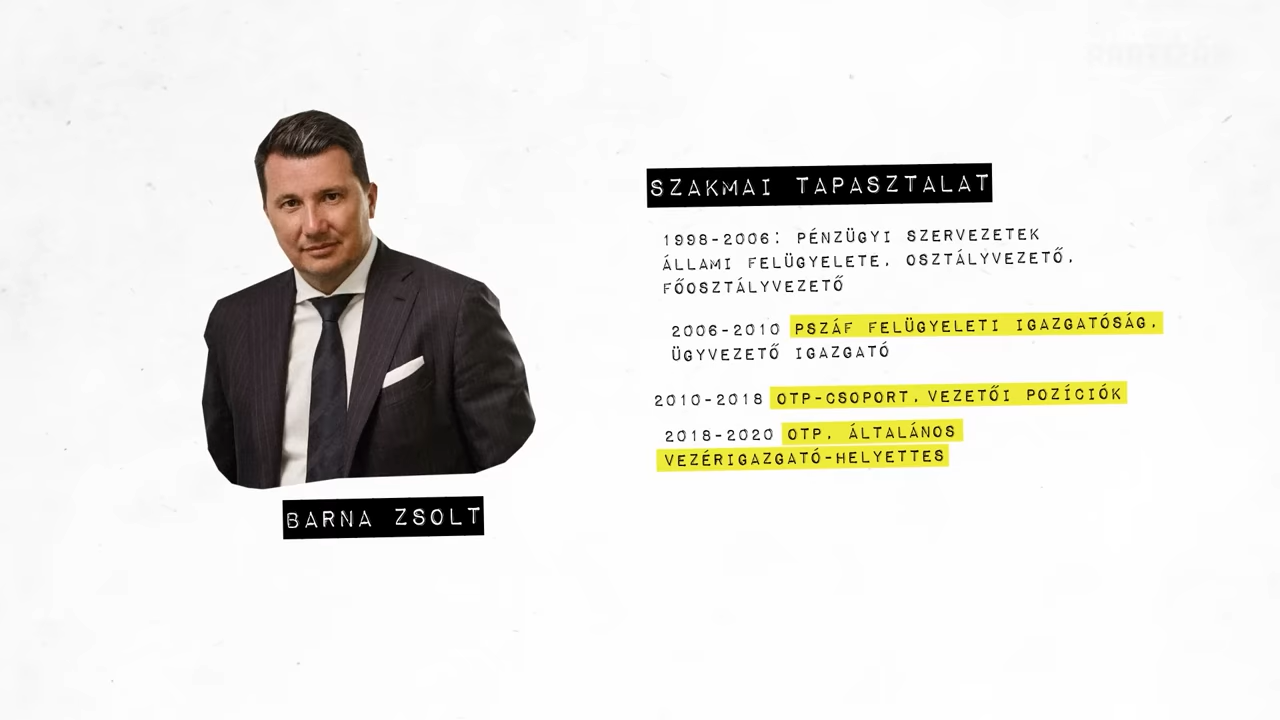 SZAKMAI TAPASZTALAT
1998-2006: PÉNZÜGYI SZERVEZETEK
ÁLLAMI FELÜGYELETE, OSZTÁLYVEZETŐ,
FŐOSZTÁLYVEZETŐ
2006-2010 PSZÁF FELÜGYELETI IGAZGATÓSÁG,
ÜGYVEZETŐ IGAZGATÓ
2010-2018 OTP-CSOPORT, VEZETŐI POZÍCIÓK
2018-2020 OTP, ÁLTALÁNOS
VEZÉRIGAZGATÓ-HELYETTES
BARNA ZSOLT